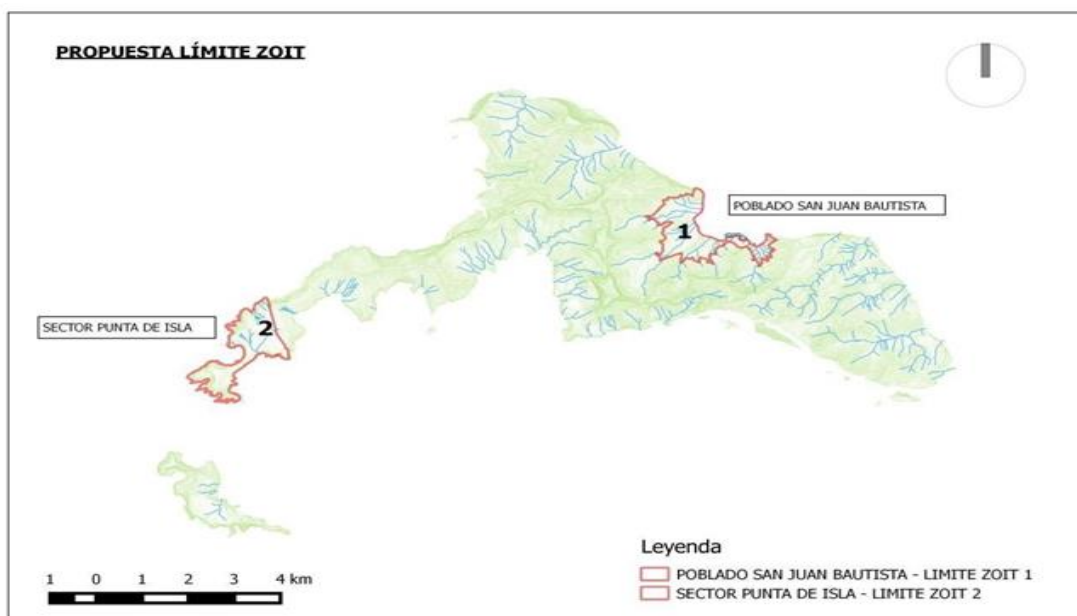 PROPUESTA LÍMITE ZOIT
POBLADO SAN JUAN BAUTISTA
1
SECTOR PUNTA DE ISLA
2
Leyenda
POBLADO SAN JUAN BAUTISTA - LIMITE ZOIT 1
SECTOR PUNTA DE ISLA - LIMITE ZOIT 2
1 0 1 2 3 4 km